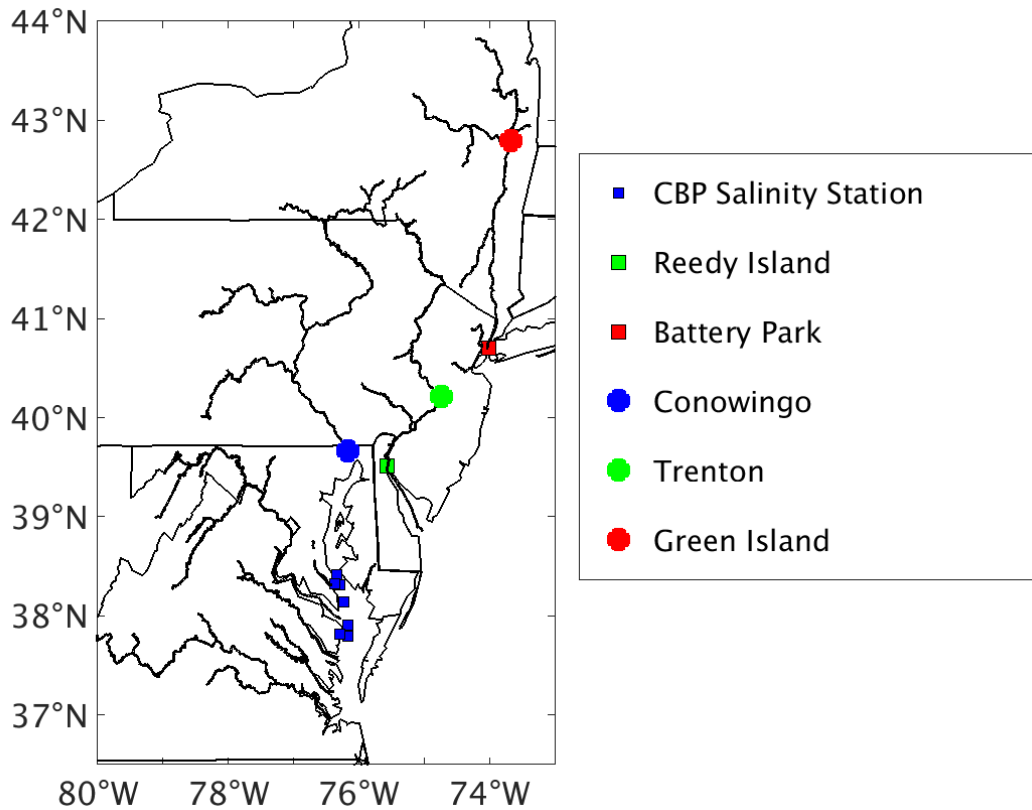 44°N
43°N
42°N
41°N
40°N
39°N
38°N
37°N
80°W 78°W 76°W 74°W
CBP Salinity Station
Reedy Island
Battery Park
Conowingo
Trenton
Green Island